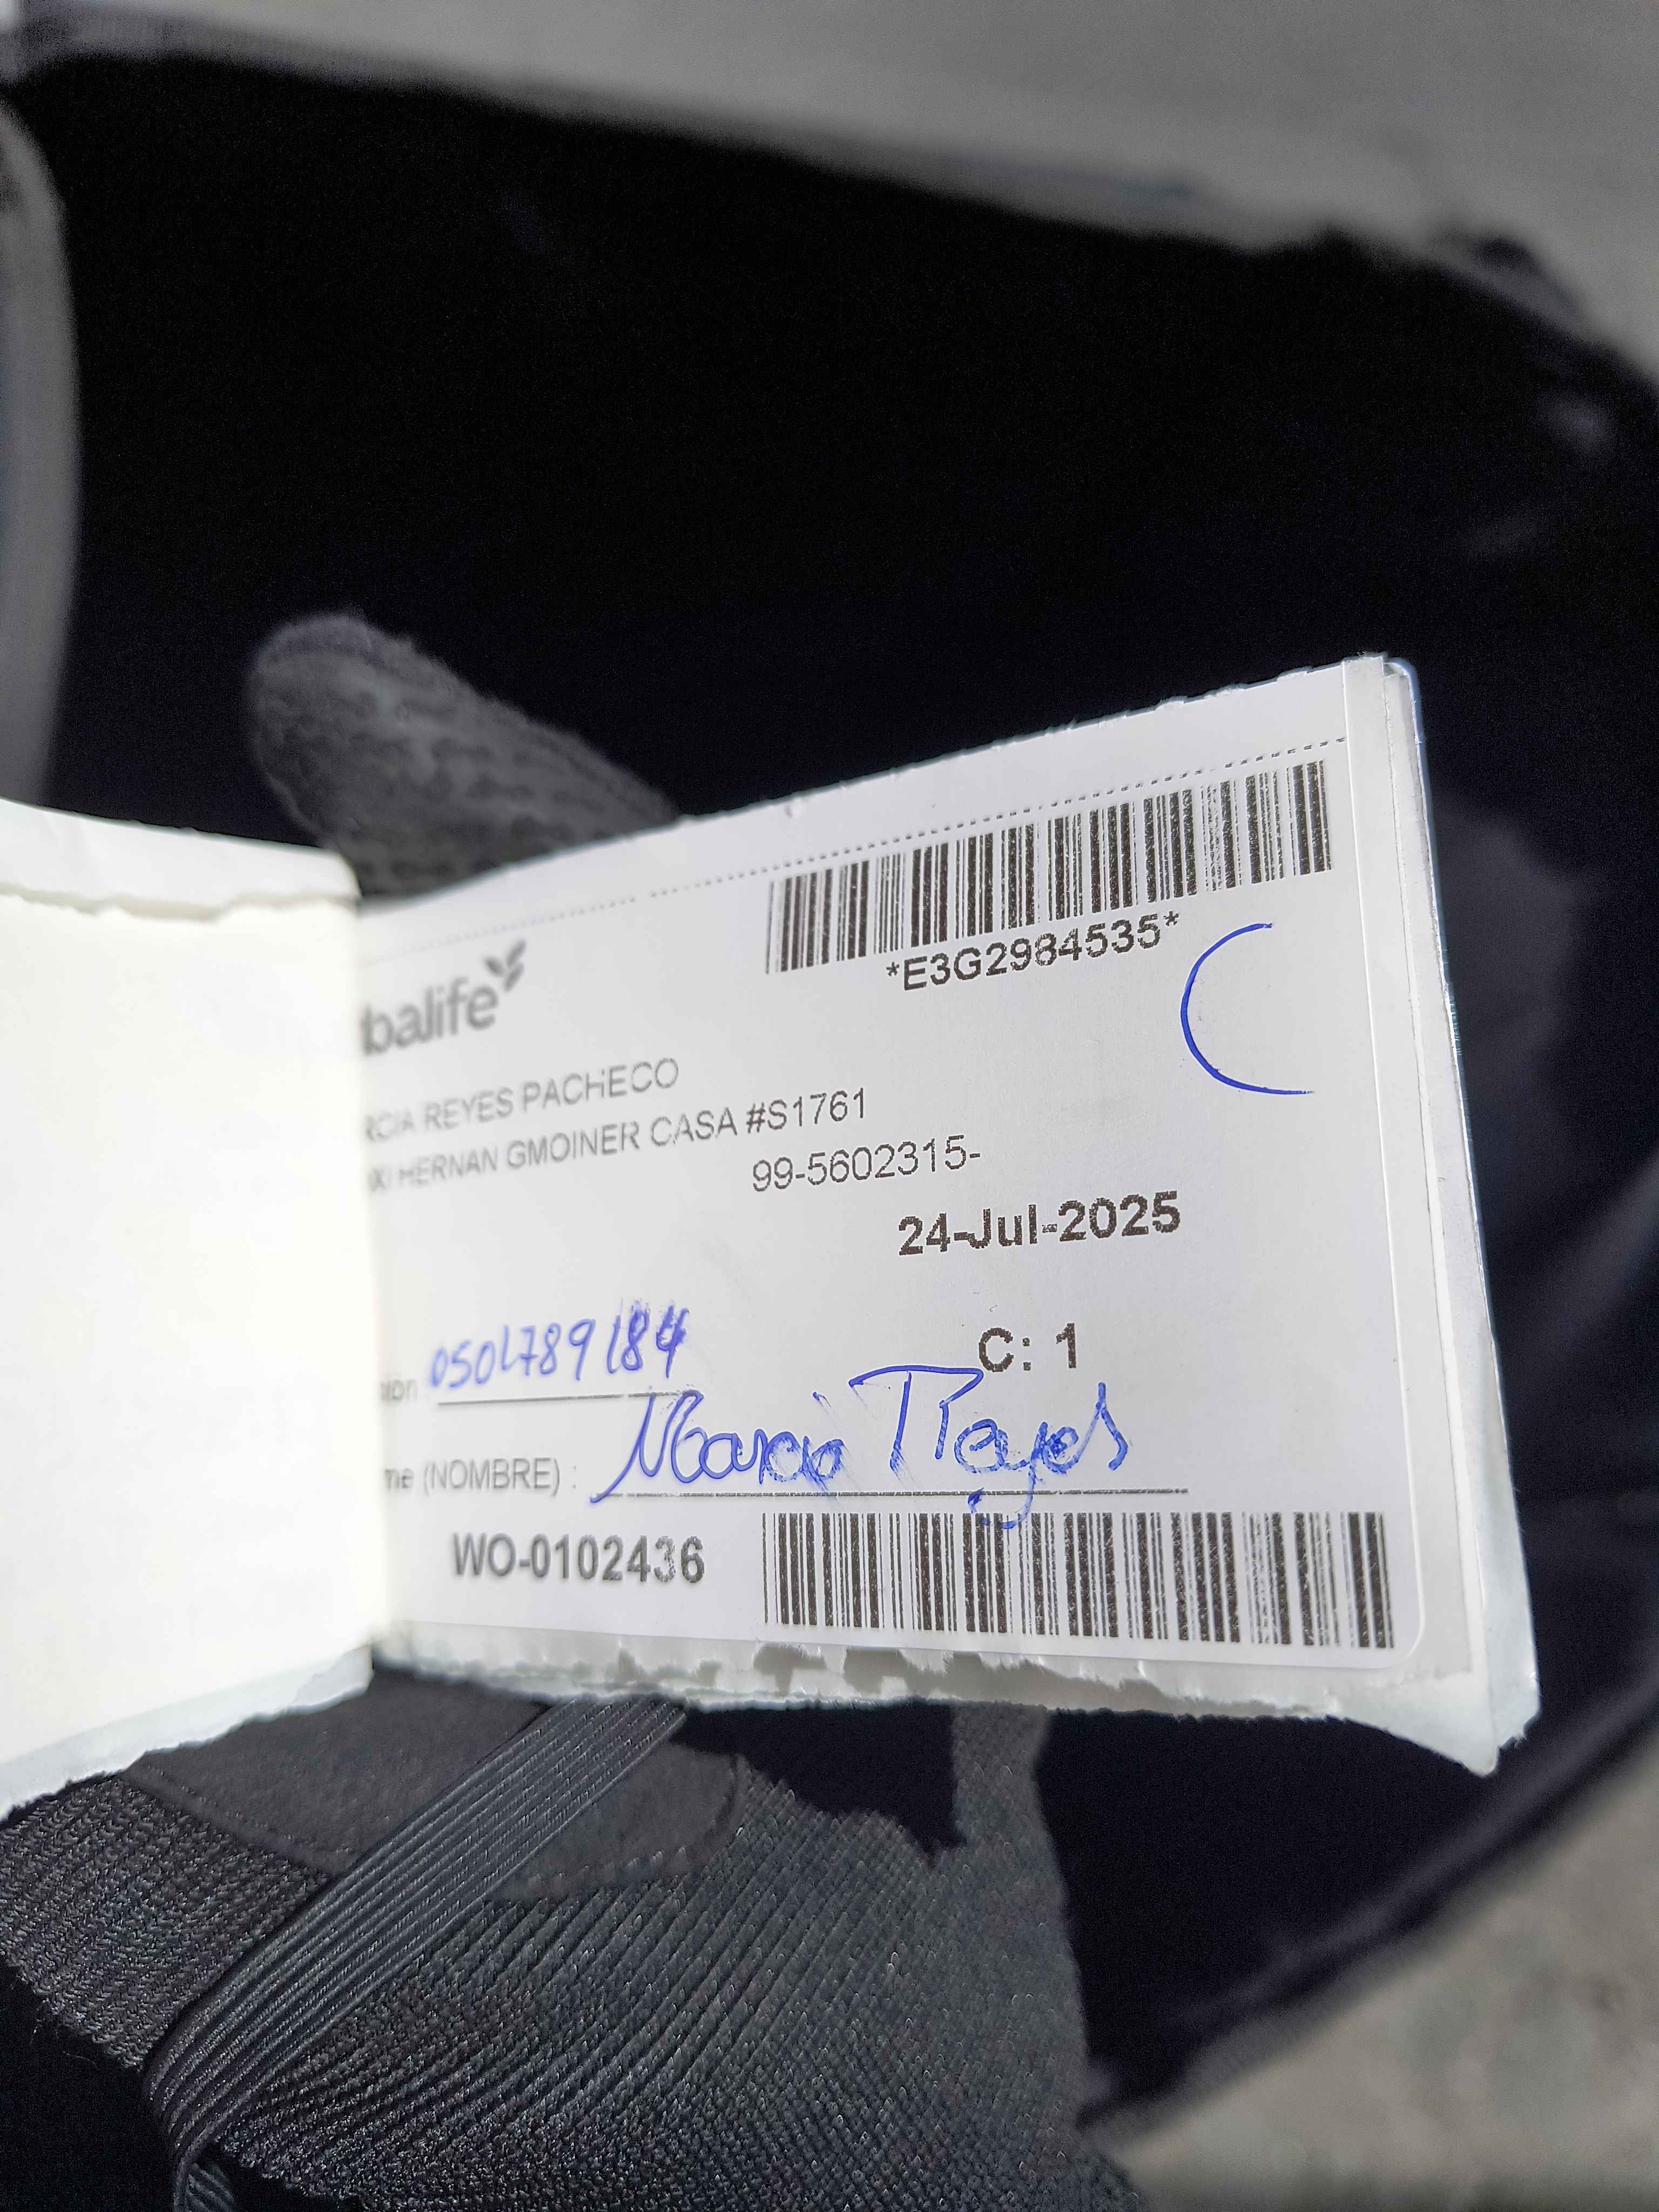 *E3G2984535*
balife
RCIA REYES PACHECO
HERNAN GMOINER CASA #S1761
99-5602315-
24-Jul-2025
C: 1
0501789184
me (NOMBRE) : Marcia Reyes
WO-0102436